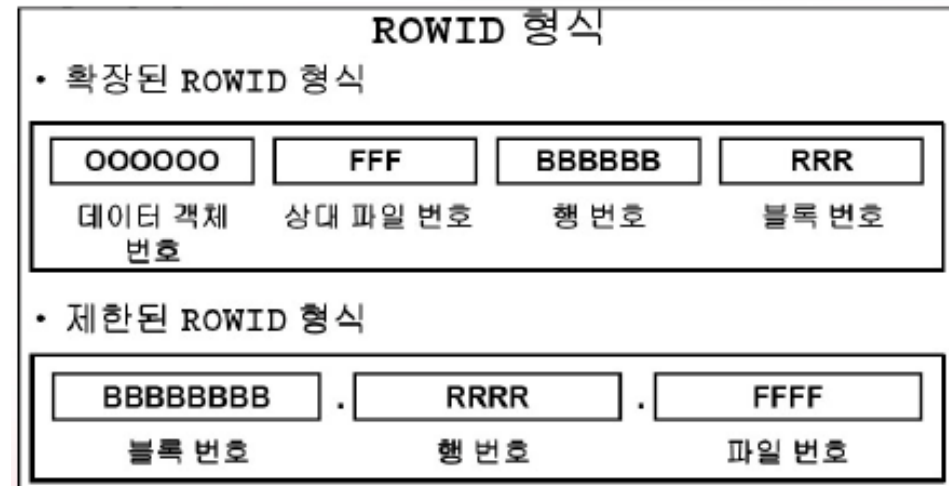 ROWID 형식
• 확장된 ROWID 형식
OOOOOO FFF BBBBBB RRR
데이터 객체 상대 파일 번호 행 번호 블록 번호
번호
• 제한된 ROWID 형식
BBBBBBBB . RRRR . FFFF
블록 번호 행 번호 파일 번호